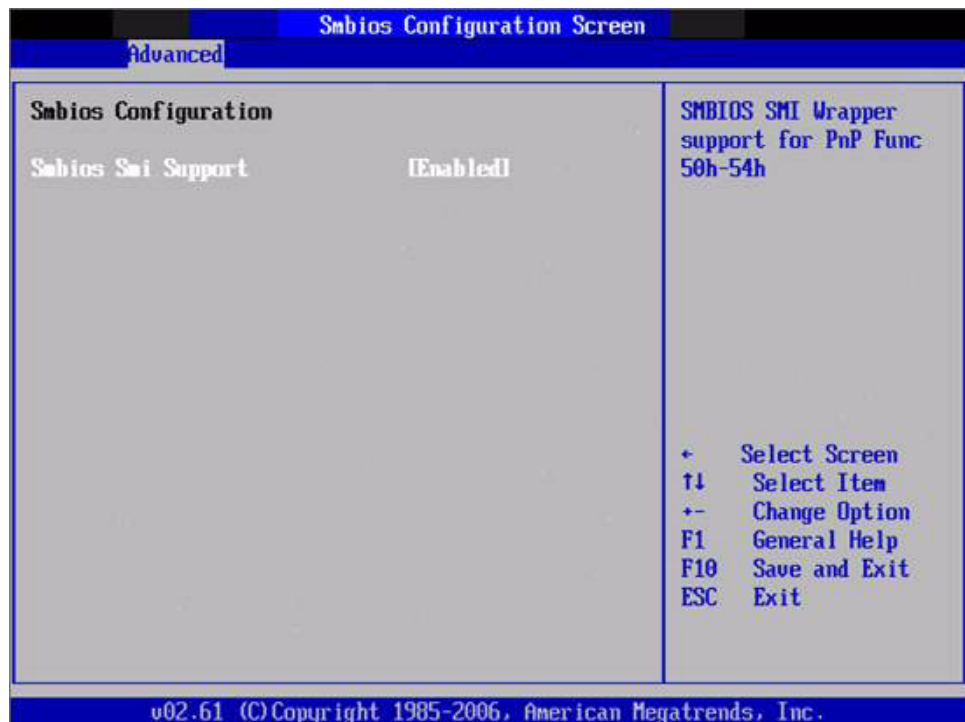 Smbios Configuration Screen
Advanced
Smbios Configuration
Smbios Smi Support [Enabled]
SMBIOS SMI Wrapper
support for PnP Func
50h-54h
← Select Screen
↑↓ Select Item
+- Change Option
F1 General Help
F10 Save and Exit
ESC Exit
v02.61 (C)Copyright 1985-2006, American Megatrends, Inc.